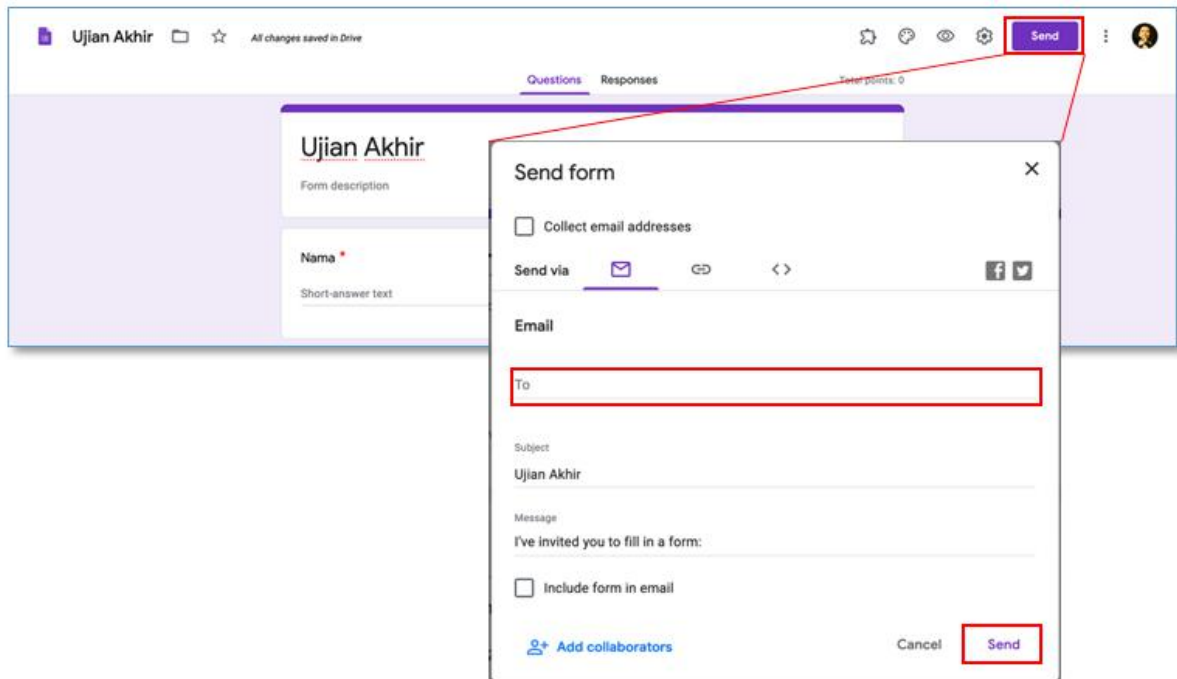 Ujian Akhir All changes saved in Drive Send
Questions Responses Total points: 0
Ujian Akhir
Form description
Nama *
Short-answer text
Send form
Collect email addresses
Send via
Email
To
Subject
Ujian Akhir
Message
I've invited you to fill in a form:
Include form in email
Add collaborators Cancel Send